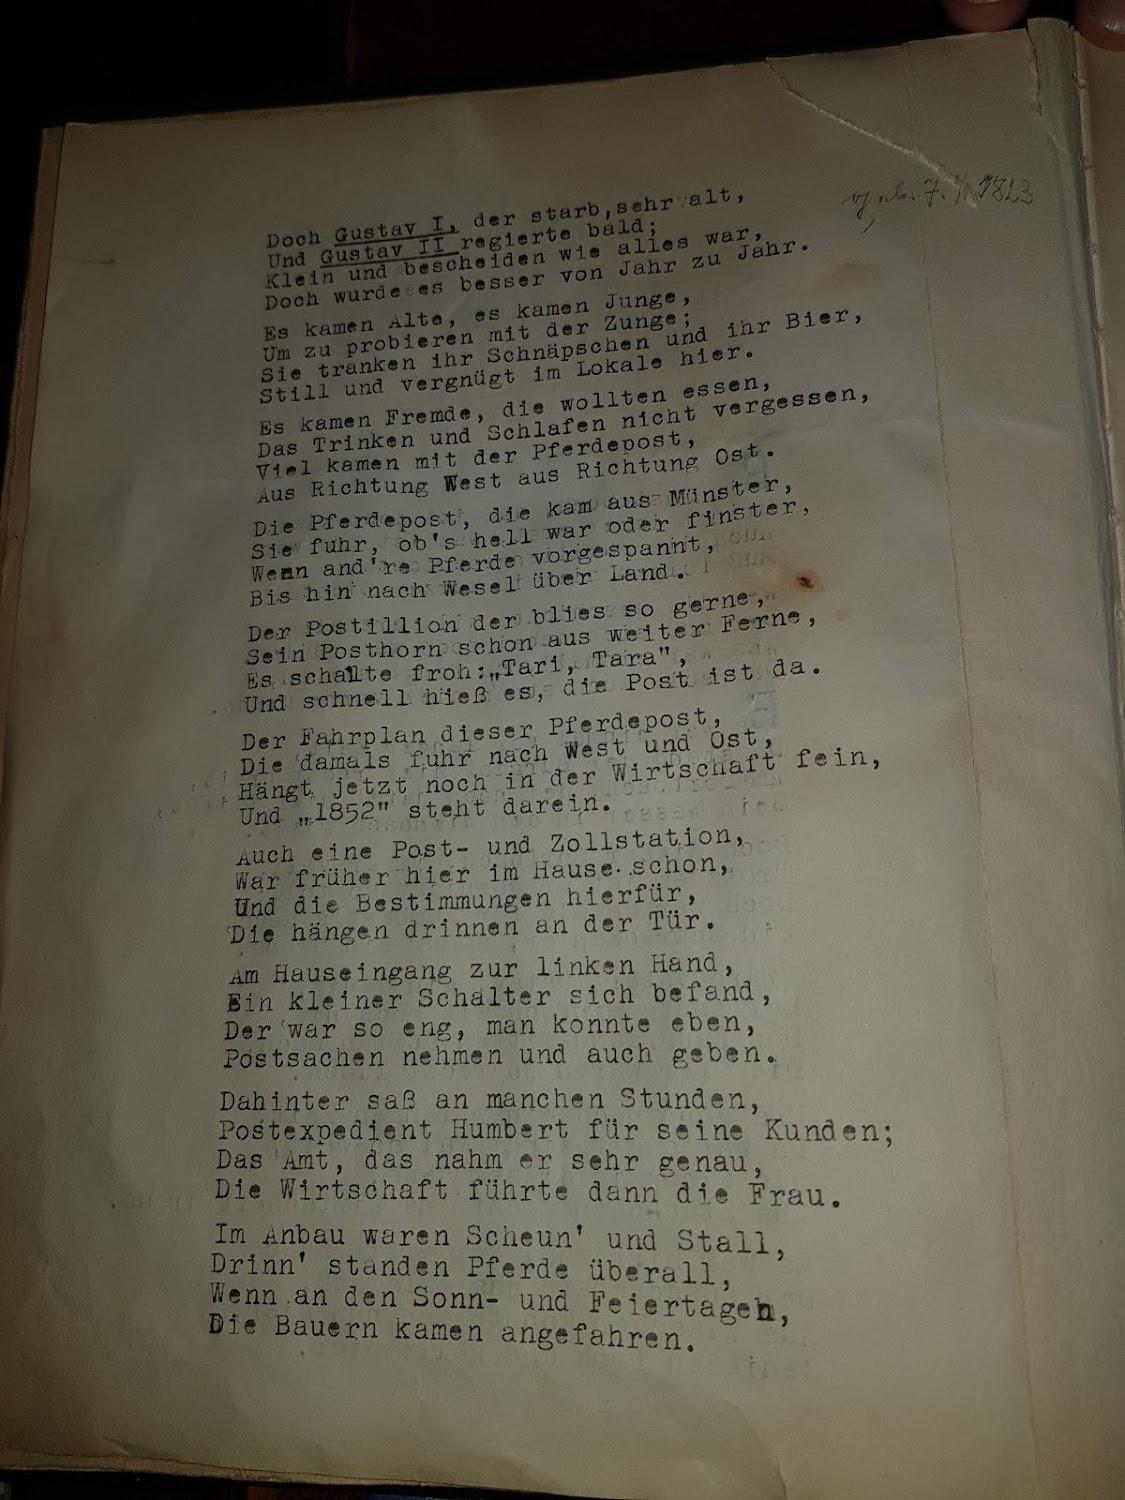 7. 1823
Doch Gustav I, der starb, sehr alt,
Und Gustav II regierte bald;
Klein und bescheiden wie alles war,
Doch wurde es besser von Jahr zu Jahr.
Es kamen Alte, es kamen Junge,
Um zu probieren mit der Zunge;
Sie tranken ihr Schnäpschen und ihr Bier,
Still und vergnügt im Lokale hier.
Es kamen Fremde, die wollten essen,
Das Trinken und Schlafen nicht vergessen,
Viel kamen mit der Pferdepost,
Aus Richtung West aus Richtung Ost.
Die Pferdepost, die kam aus Münster,
Sie fuhr, ob's hell war oder finster,
Wenn and're Pferde vorgespannt,
Bis hin nach Wesel über Land.
Der Postillion der blies so gerne,
Sein Posthorn schon aus weiter Ferne,
Es schallte froh: „Tari, Tara",
Und schnell hieß es, die Post ist da.
Der Fahrplan dieser Pferdepost,
Die damals fuhr nach West und Ost,
Hängt jetzt noch in der Wirtschaft fein,
Und „1852" steht darein.
Auch eine Post- und Zollstation,
War früher hier im Hause schon,
Und die Bestimmungen hierfür,
Die hängen drinnen an der Tür.
Am Hauseingang zur linken Hand,
Ein kleiner Schalter sich befand,
Der war so eng, man konnte eben,
Postsachen nehmen und auch geben.
Dahinter saß an manchen Stunden,
Postexpedient Humbert für seine Kunden;
Das Amt, das nahm er sehr genau,
Die Wirtschaft führte dann die Frau.
Im Anbau waren Scheun' und Stall,
Drinn' standen Pferde überall,
Wenn an den Sonn- und Feiertagen,
Die Bauern kamen angefahren.